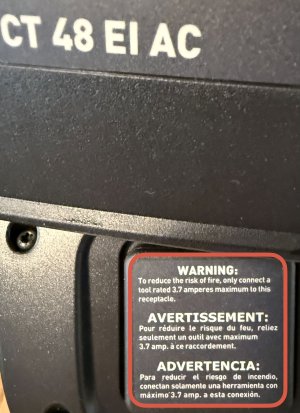 CT 48 EI AC
WARNING:
To reduce the risk of fire, only connect a
tool rated 3.7 amperes maximum to this
receptacle.
AVERTISSEMENT:
Pour réduire le risque du feu, reliez
seulement un outil avec maximum
3.7 amp. à ce raccordement.
ADVERTENCIA:
Para reducir el riesgo de incendio,
conectan solamente una herramienta con
máximo 3.7 amp. a esta conexión.